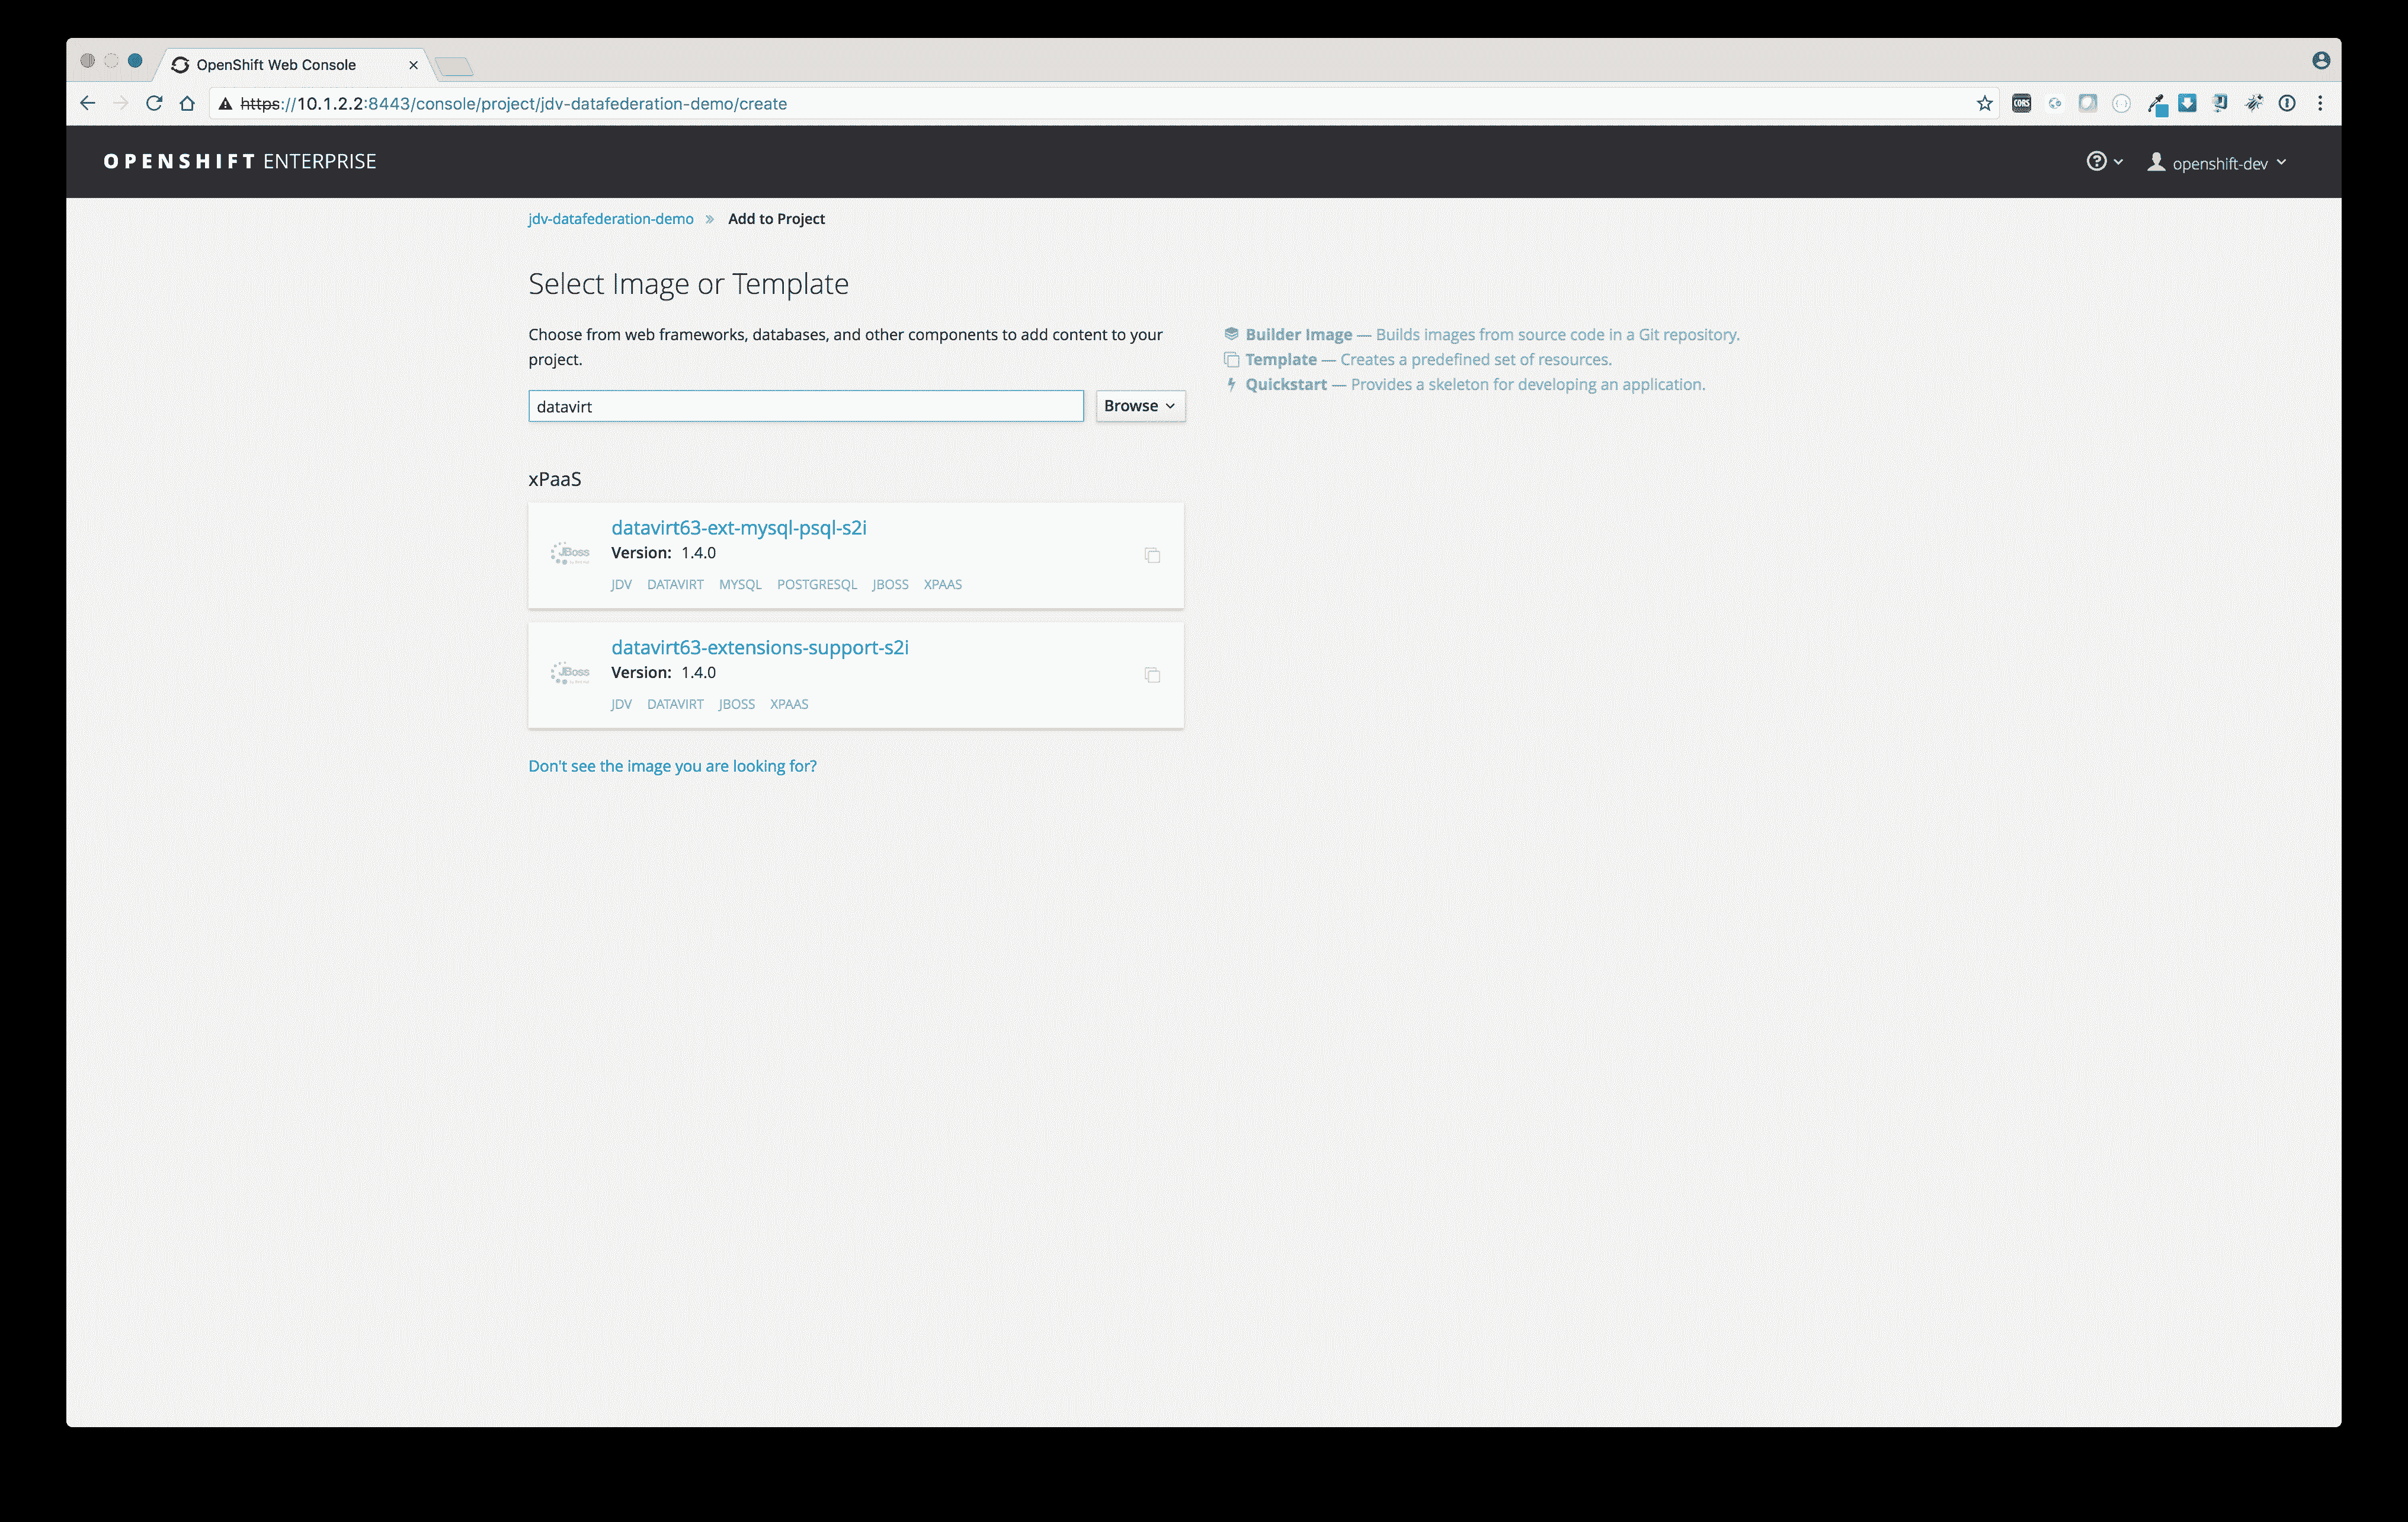 OpenShift Web Console
https://10.1.2.2:8443/console/project/jdv-datafederation-demo/create
CORS
OPENSHIFT ENTERPRISE
openshift-dev
jdv-datafederation-demo » Add to Project
Select Image or Template
Choose from web frameworks, databases, and other components to add content to your
project.
Builder Image — Builds images from source code in a Git repository.
Template — Creates a predefined set of resources.
Quickstart — Provides a skeleton for developing an application.
datavirt
Browse
xPaaS
datavirt63-ext-mysql-psql-s2i
JBoss
Version: 1.4.0
JDV DATAVIRT MYSQL POSTGRESQL JBOSS XPAAS
datavirt63-extensions-support-s2i
JBoss
Version: 1.4.0
JDV DATAVIRT JBOSS XPAAS
Don't see the image you are looking for?